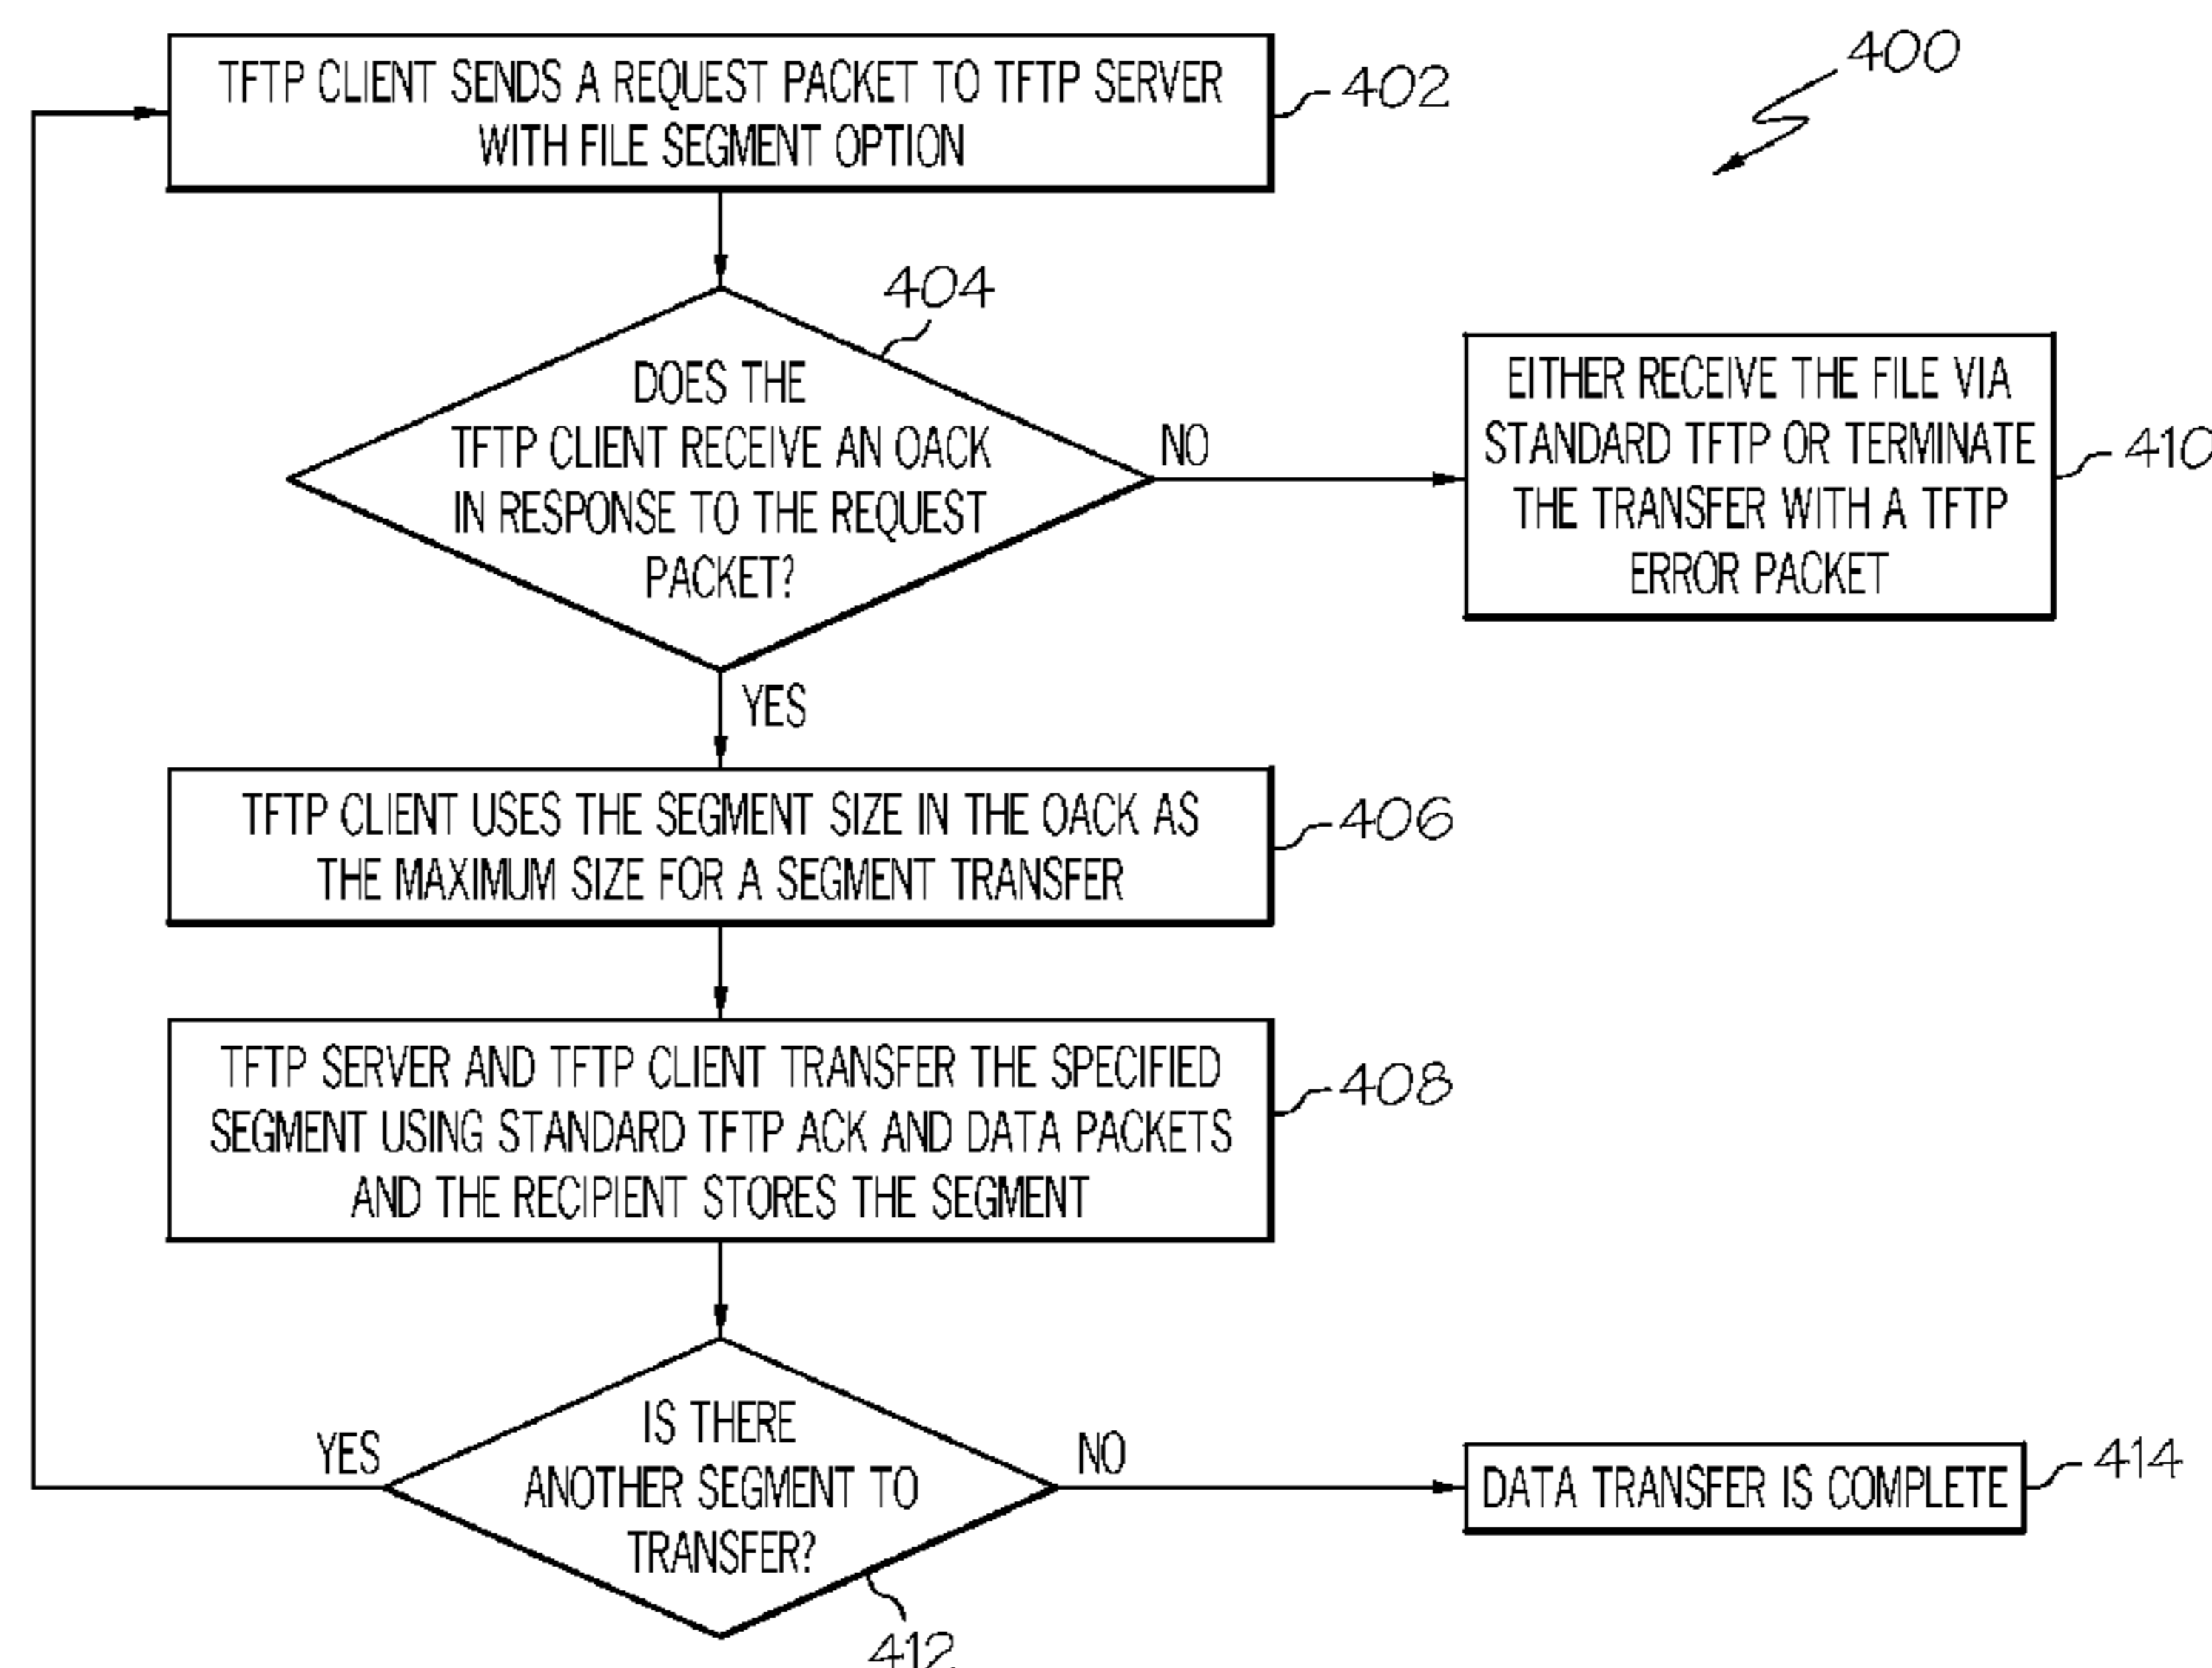 TFTP CLIENT SENDS A REQUEST PACKET TO TFTP SERVER
WITH FILE SEGMENT OPTION
402
400
404
DOES THE
TFTP CLIENT RECEIVE AN OACK
IN RESPONSE TO THE REQUEST
PACKET?
NO
EITHER RECEIVE THE FILE VIA
STANDARD TFTP OR TERMINATE
THE TRANSFER WITH A TFTP
ERROR PACKET
410
YES
TFTP CLIENT USES THE SEGMENT SIZE IN THE OACK AS
THE MAXIMUM SIZE FOR A SEGMENT TRANSFER
406
TFTP SERVER AND TFTP CLIENT TRANSFER THE SPECIFIED
SEGMENT USING STANDARD TFTP ACK AND DATA PACKETS
AND THE RECIPIENT STORES THE SEGMENT
408
YES
IS THERE
ANOTHER SEGMENT TO
TRANSFER?
NO
DATA TRANSFER IS COMPLETE
414
412